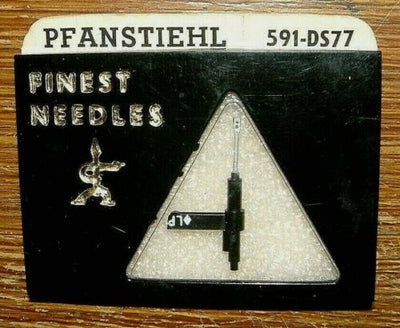 PFANSTIEHL 591-DS77
FINEST
NEEDLES
♦LP